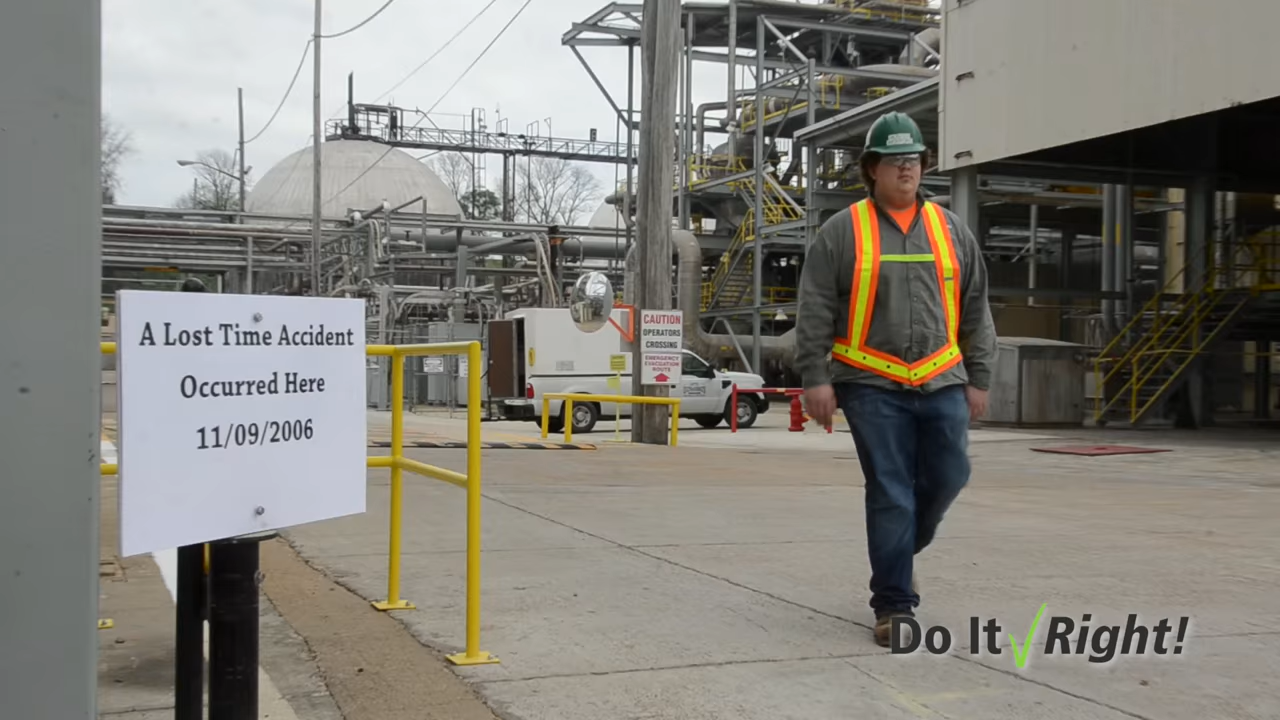 A Lost Time Accident
Occurred Here
11/09/2006
CAUTION
OPERATORS
CROSSING
EMERGENCY
EVACUATION
ROUTE
Do It Right!